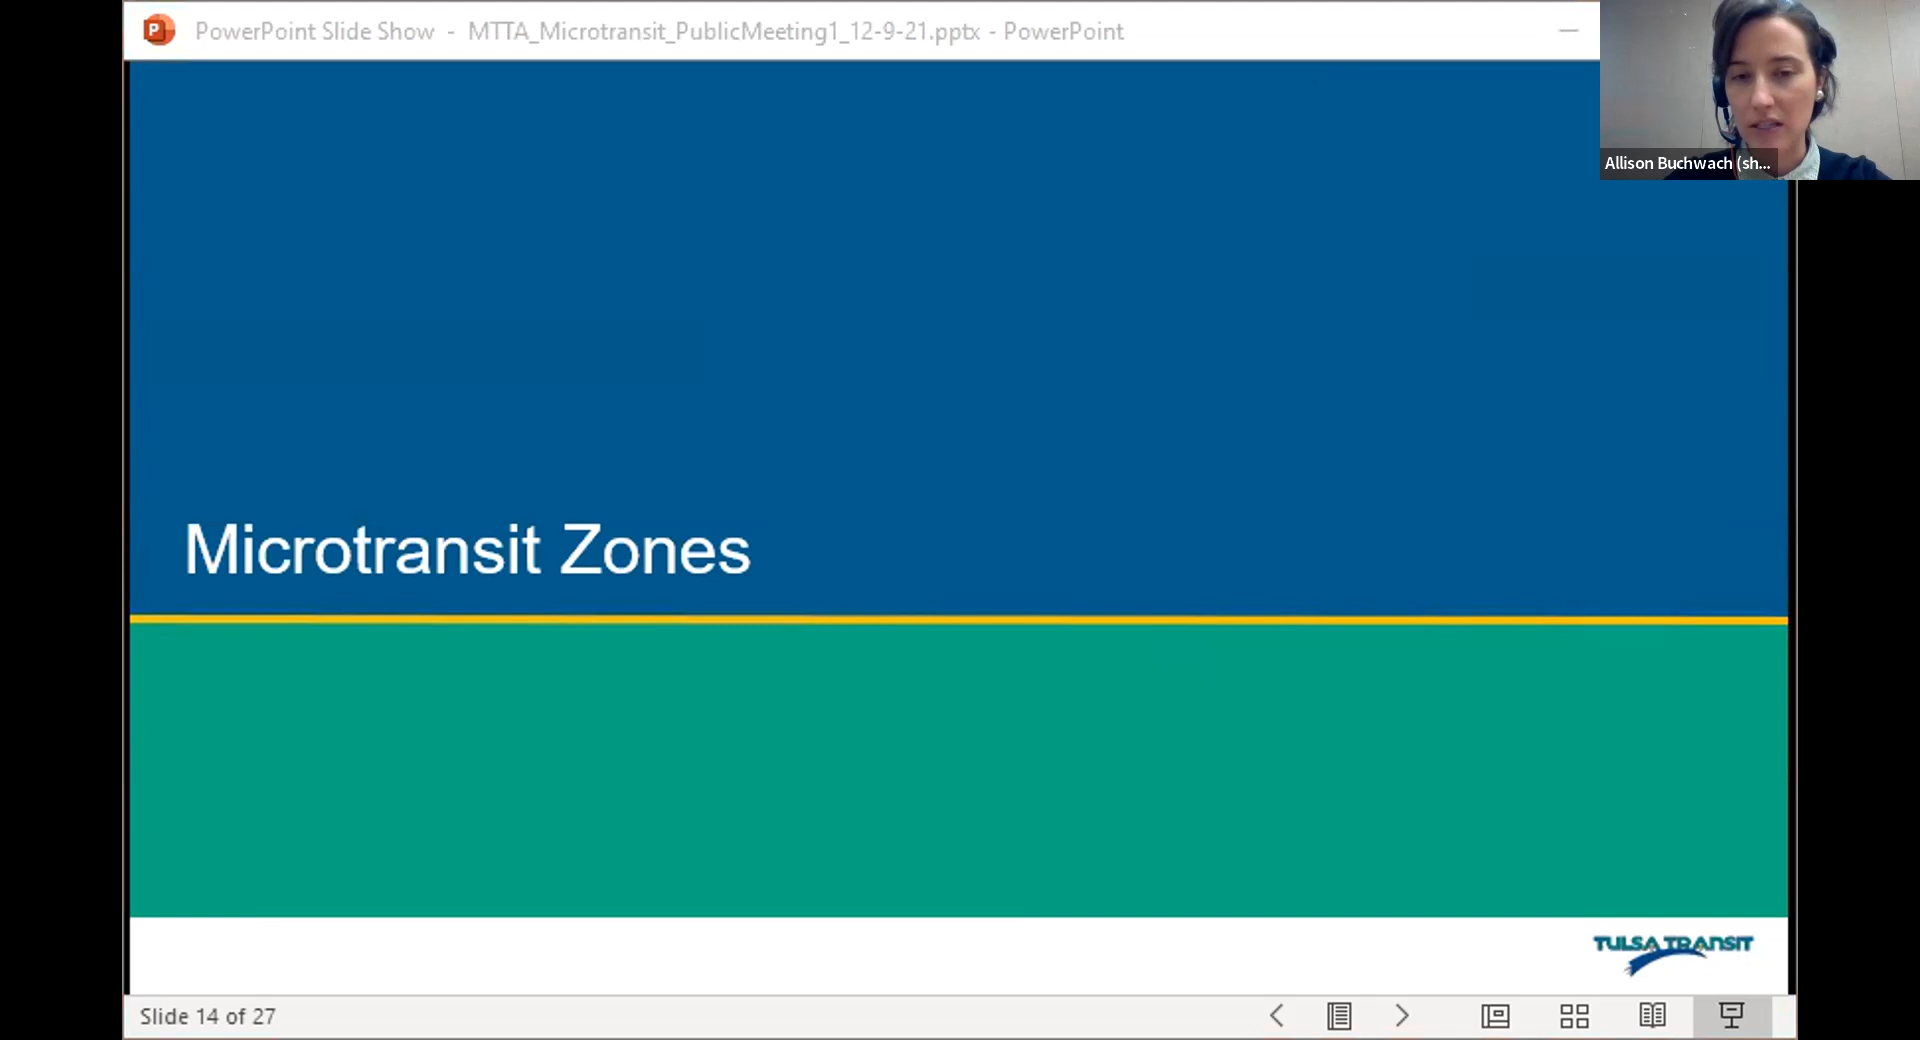 PowerPoint Slide Show - MTTA_Microtransit_PublicMeeting1_12-9-21.pptx - PowerPoint
Allison Buchwach (sh...
Microtransit Zones
TULSA TRANSIT
Slide 14 of 27